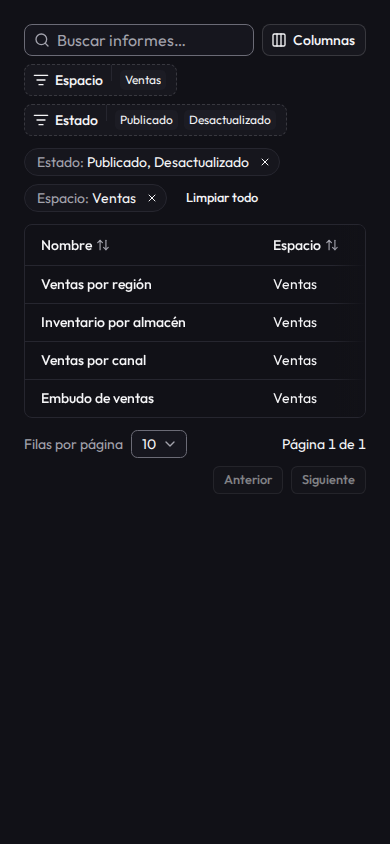 Buscar informes...
Columnas
Espacio Ventas
Estado Publicado Desactualizado
Estado: Publicado, Desactualizado
Espacio: Ventas
Limpiar todo
Nombre Espacio
Ventas por región Ventas
Inventario por almacén Ventas
Ventas por canal Ventas
Embudo de ventas Ventas
Filas por página 10 Página 1 de 1
Anterior Siguiente